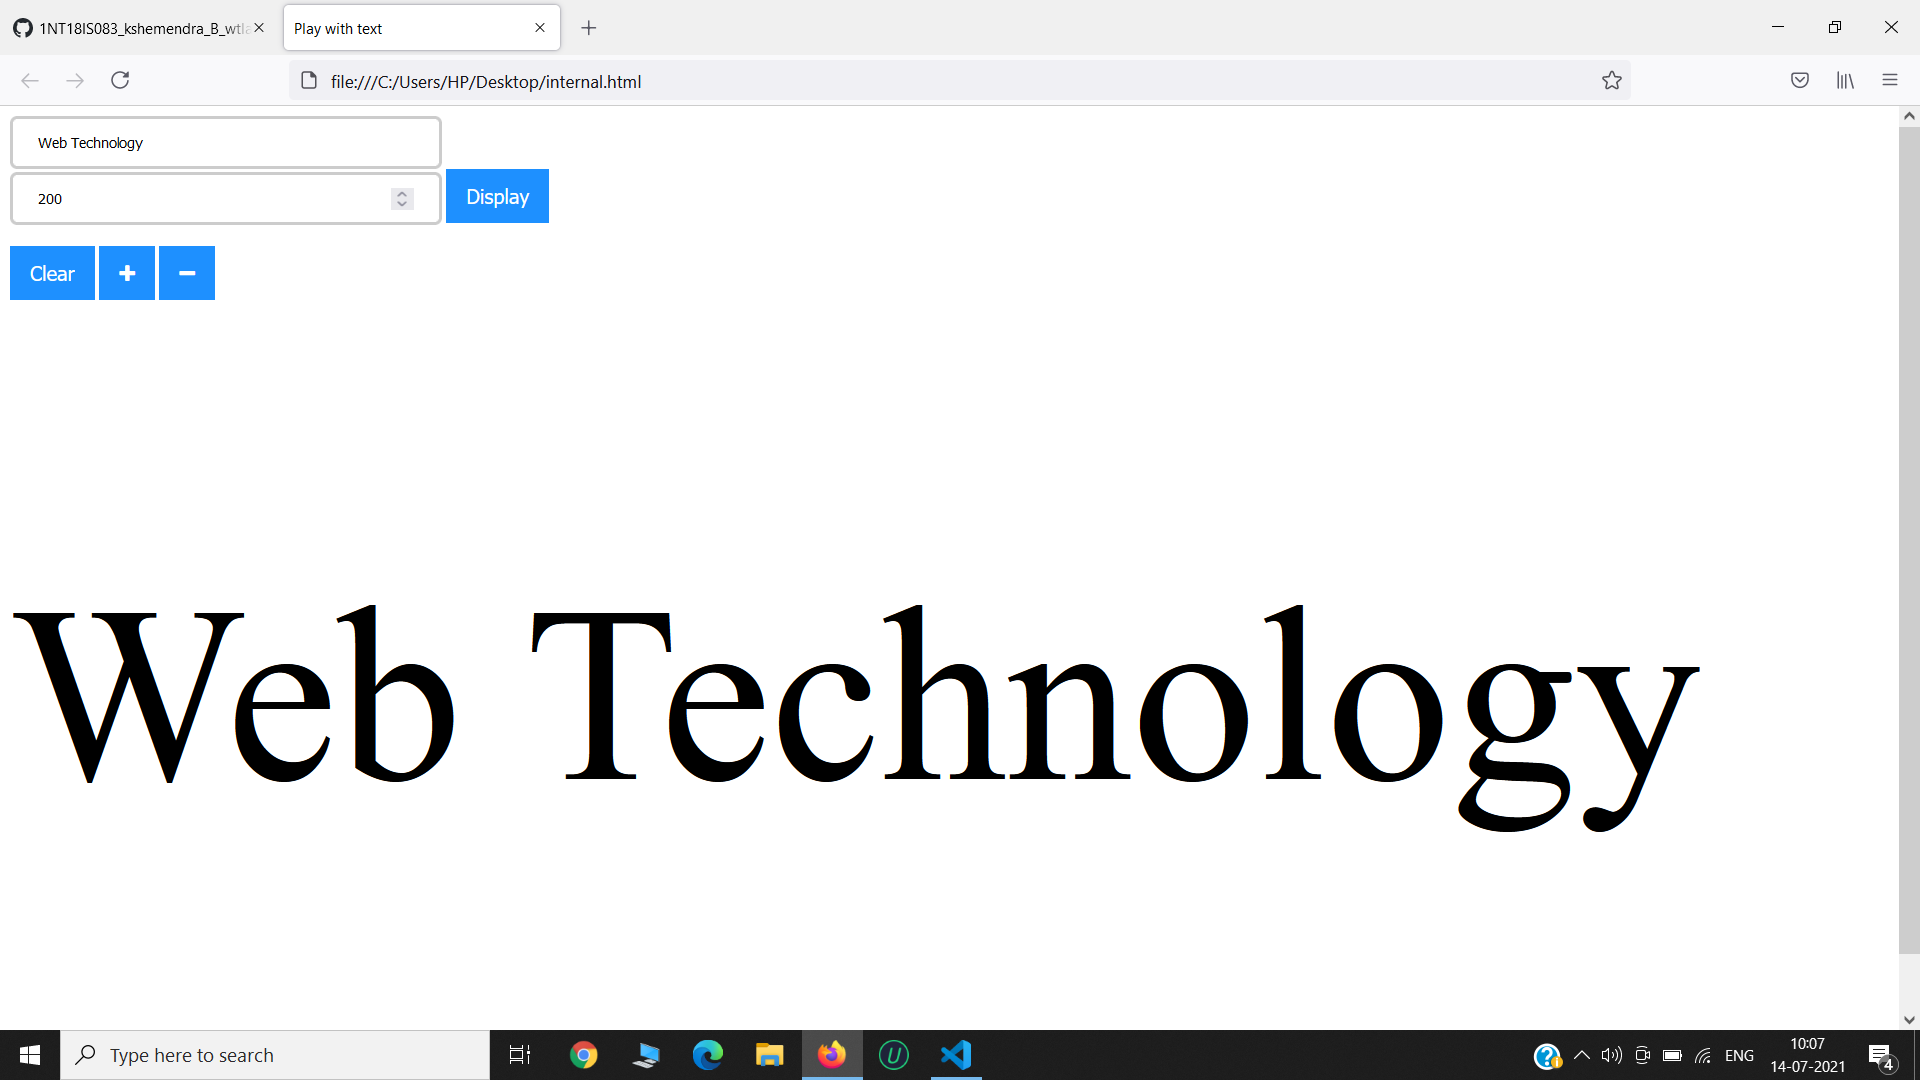 1NT18IS083_kshemendra_B_wtla
Play with text
file:///C:/Users/HP/Desktop/internal.html
Web Technology
200
Display
Clear + −
Web Technology
Type here to search
ENG
10:07
14-07-2021
4